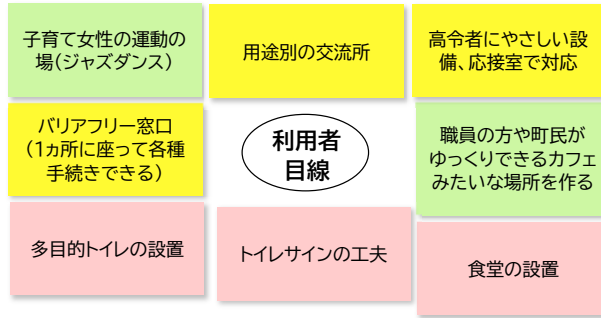 子育て女性の運動の
場(ジャズダンス)
用途別の交流所
高令者にやさしい設
備、応接室で対応
バリアフリー窓口
(1ヵ所に座って各種
手続きできる)
利用者
目線
職員の方や町民が
ゆっくりできるカフェ
みたいな場所を作る
多目的トイレの設置
トイレサインの工夫
食堂の設置